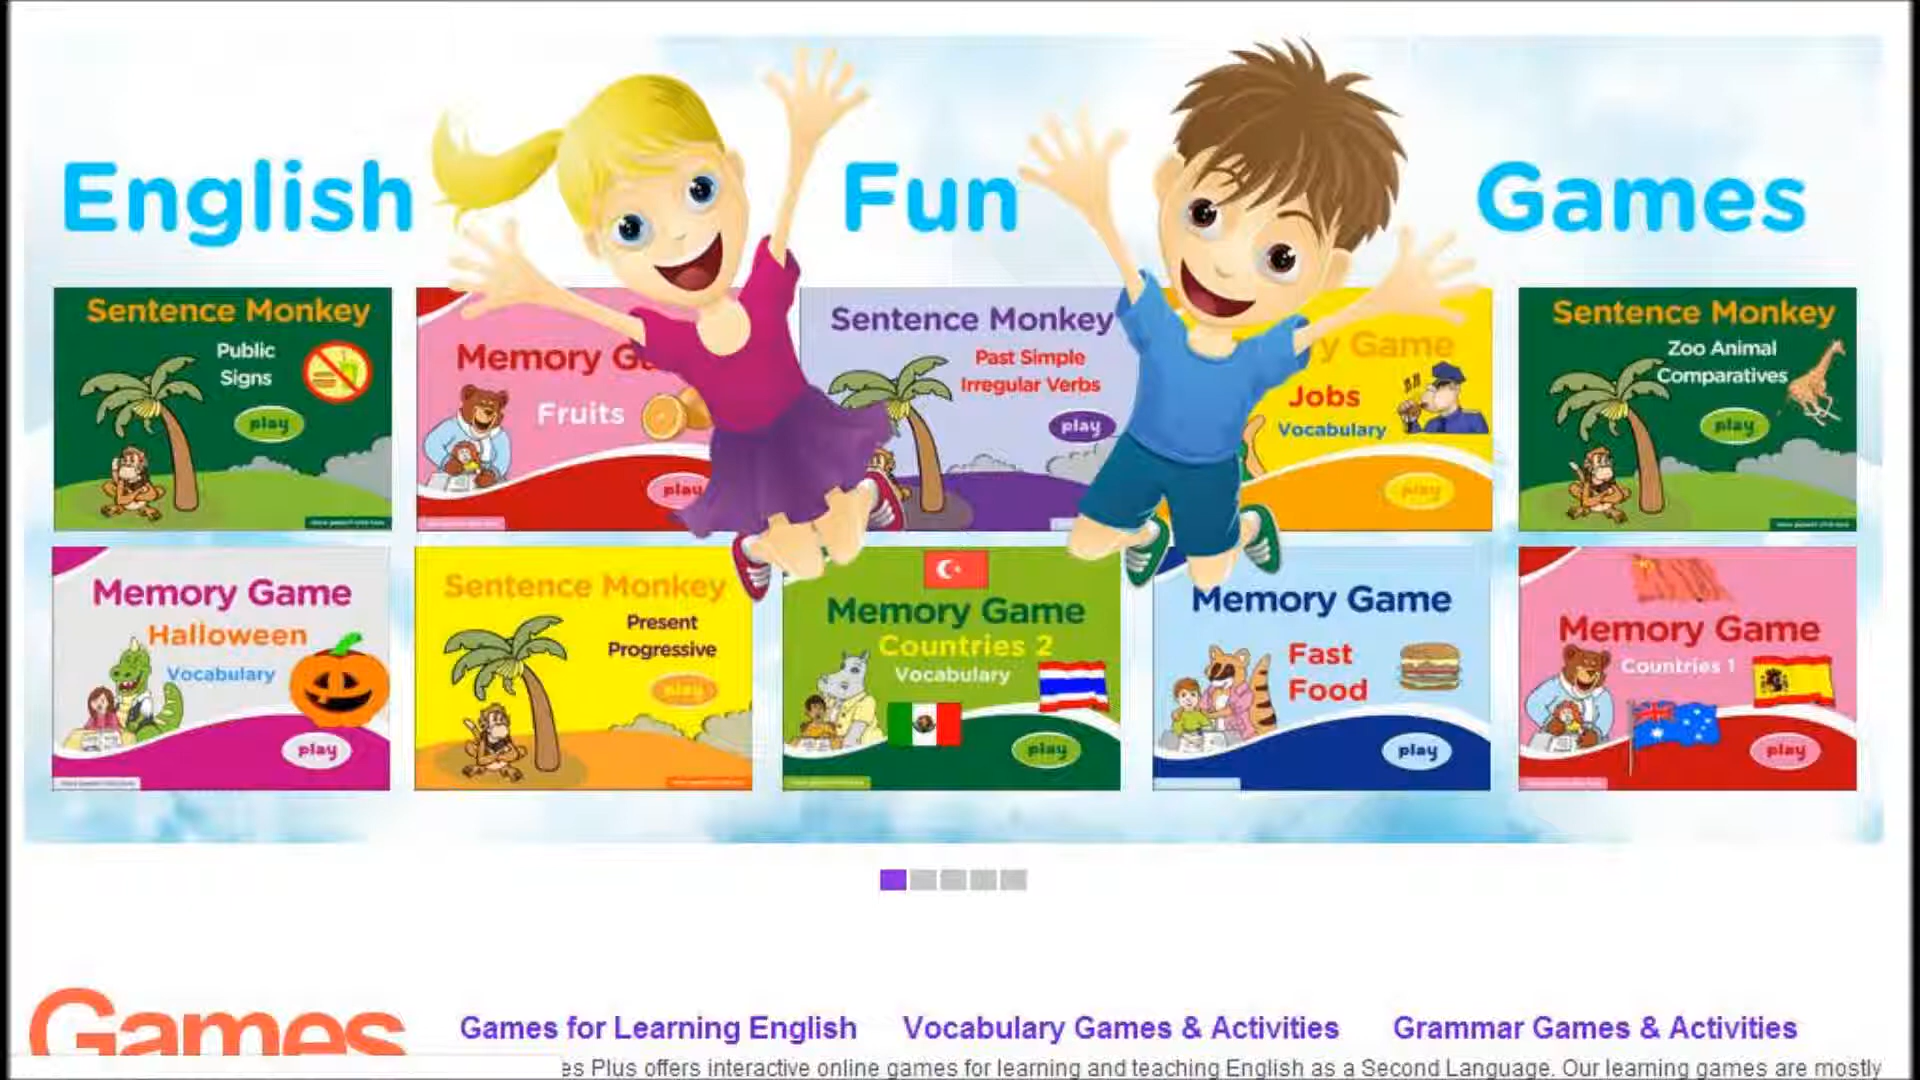 English Fun Games
Sentence Monkey
Public
Signs
play
Memory
Fruits
play
Sentence Monkey
Past Simple
Irregular Verbs
play
Game
Jobs
Vocabulary
play
Sentence Monkey
Zoo Animal
Comparatives
play
Memory Game
Halloween
Vocabulary
play
Sentence Monkey
Present
Progressive
play
Memory Game
Countries 2
Vocabulary
play
Memory Game
Fast
Food
play
Memory Game
Countries 1
play
Games
Games for Learning English Vocabulary Games & Activities Grammar Games & Activities
Plus offers interactive online games for learning and teaching English as a Second Language. Our learning games are mostly